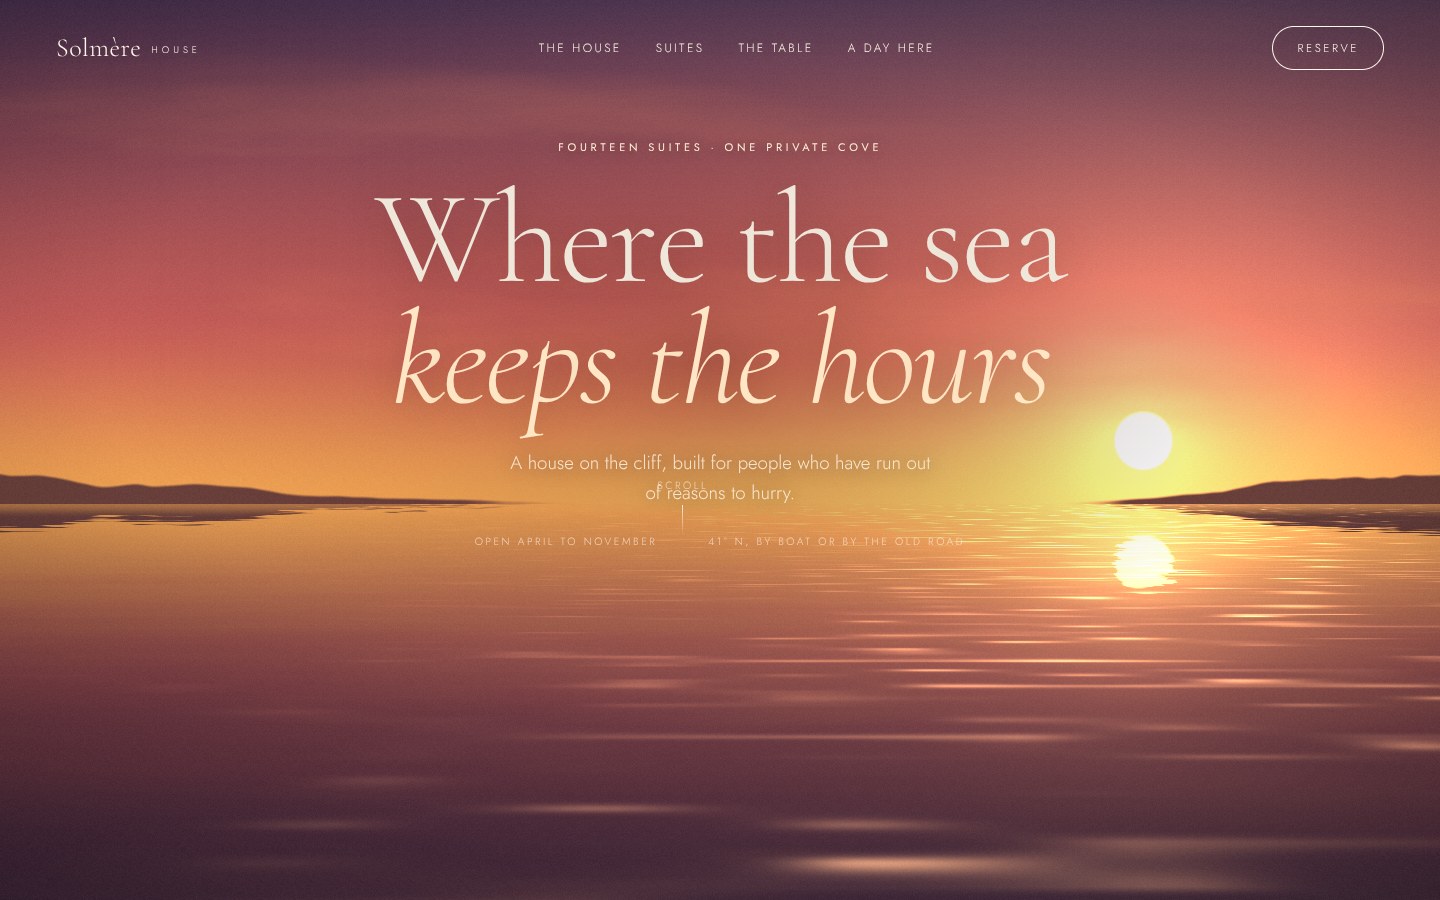 Solmère HOUSE
THE HOUSE
SUITES
THE TABLE
A DAY HERE
RESERVE
FOURTEEN SUITES · ONE PRIVATE COVE
Where the sea
keeps the hours
A house on the cliff, built for people who have run out
SCROLL
of reasons to hurry.
OPEN APRIL TO NOVEMBER
41° N, BY BOAT OR BY THE OLD ROAD